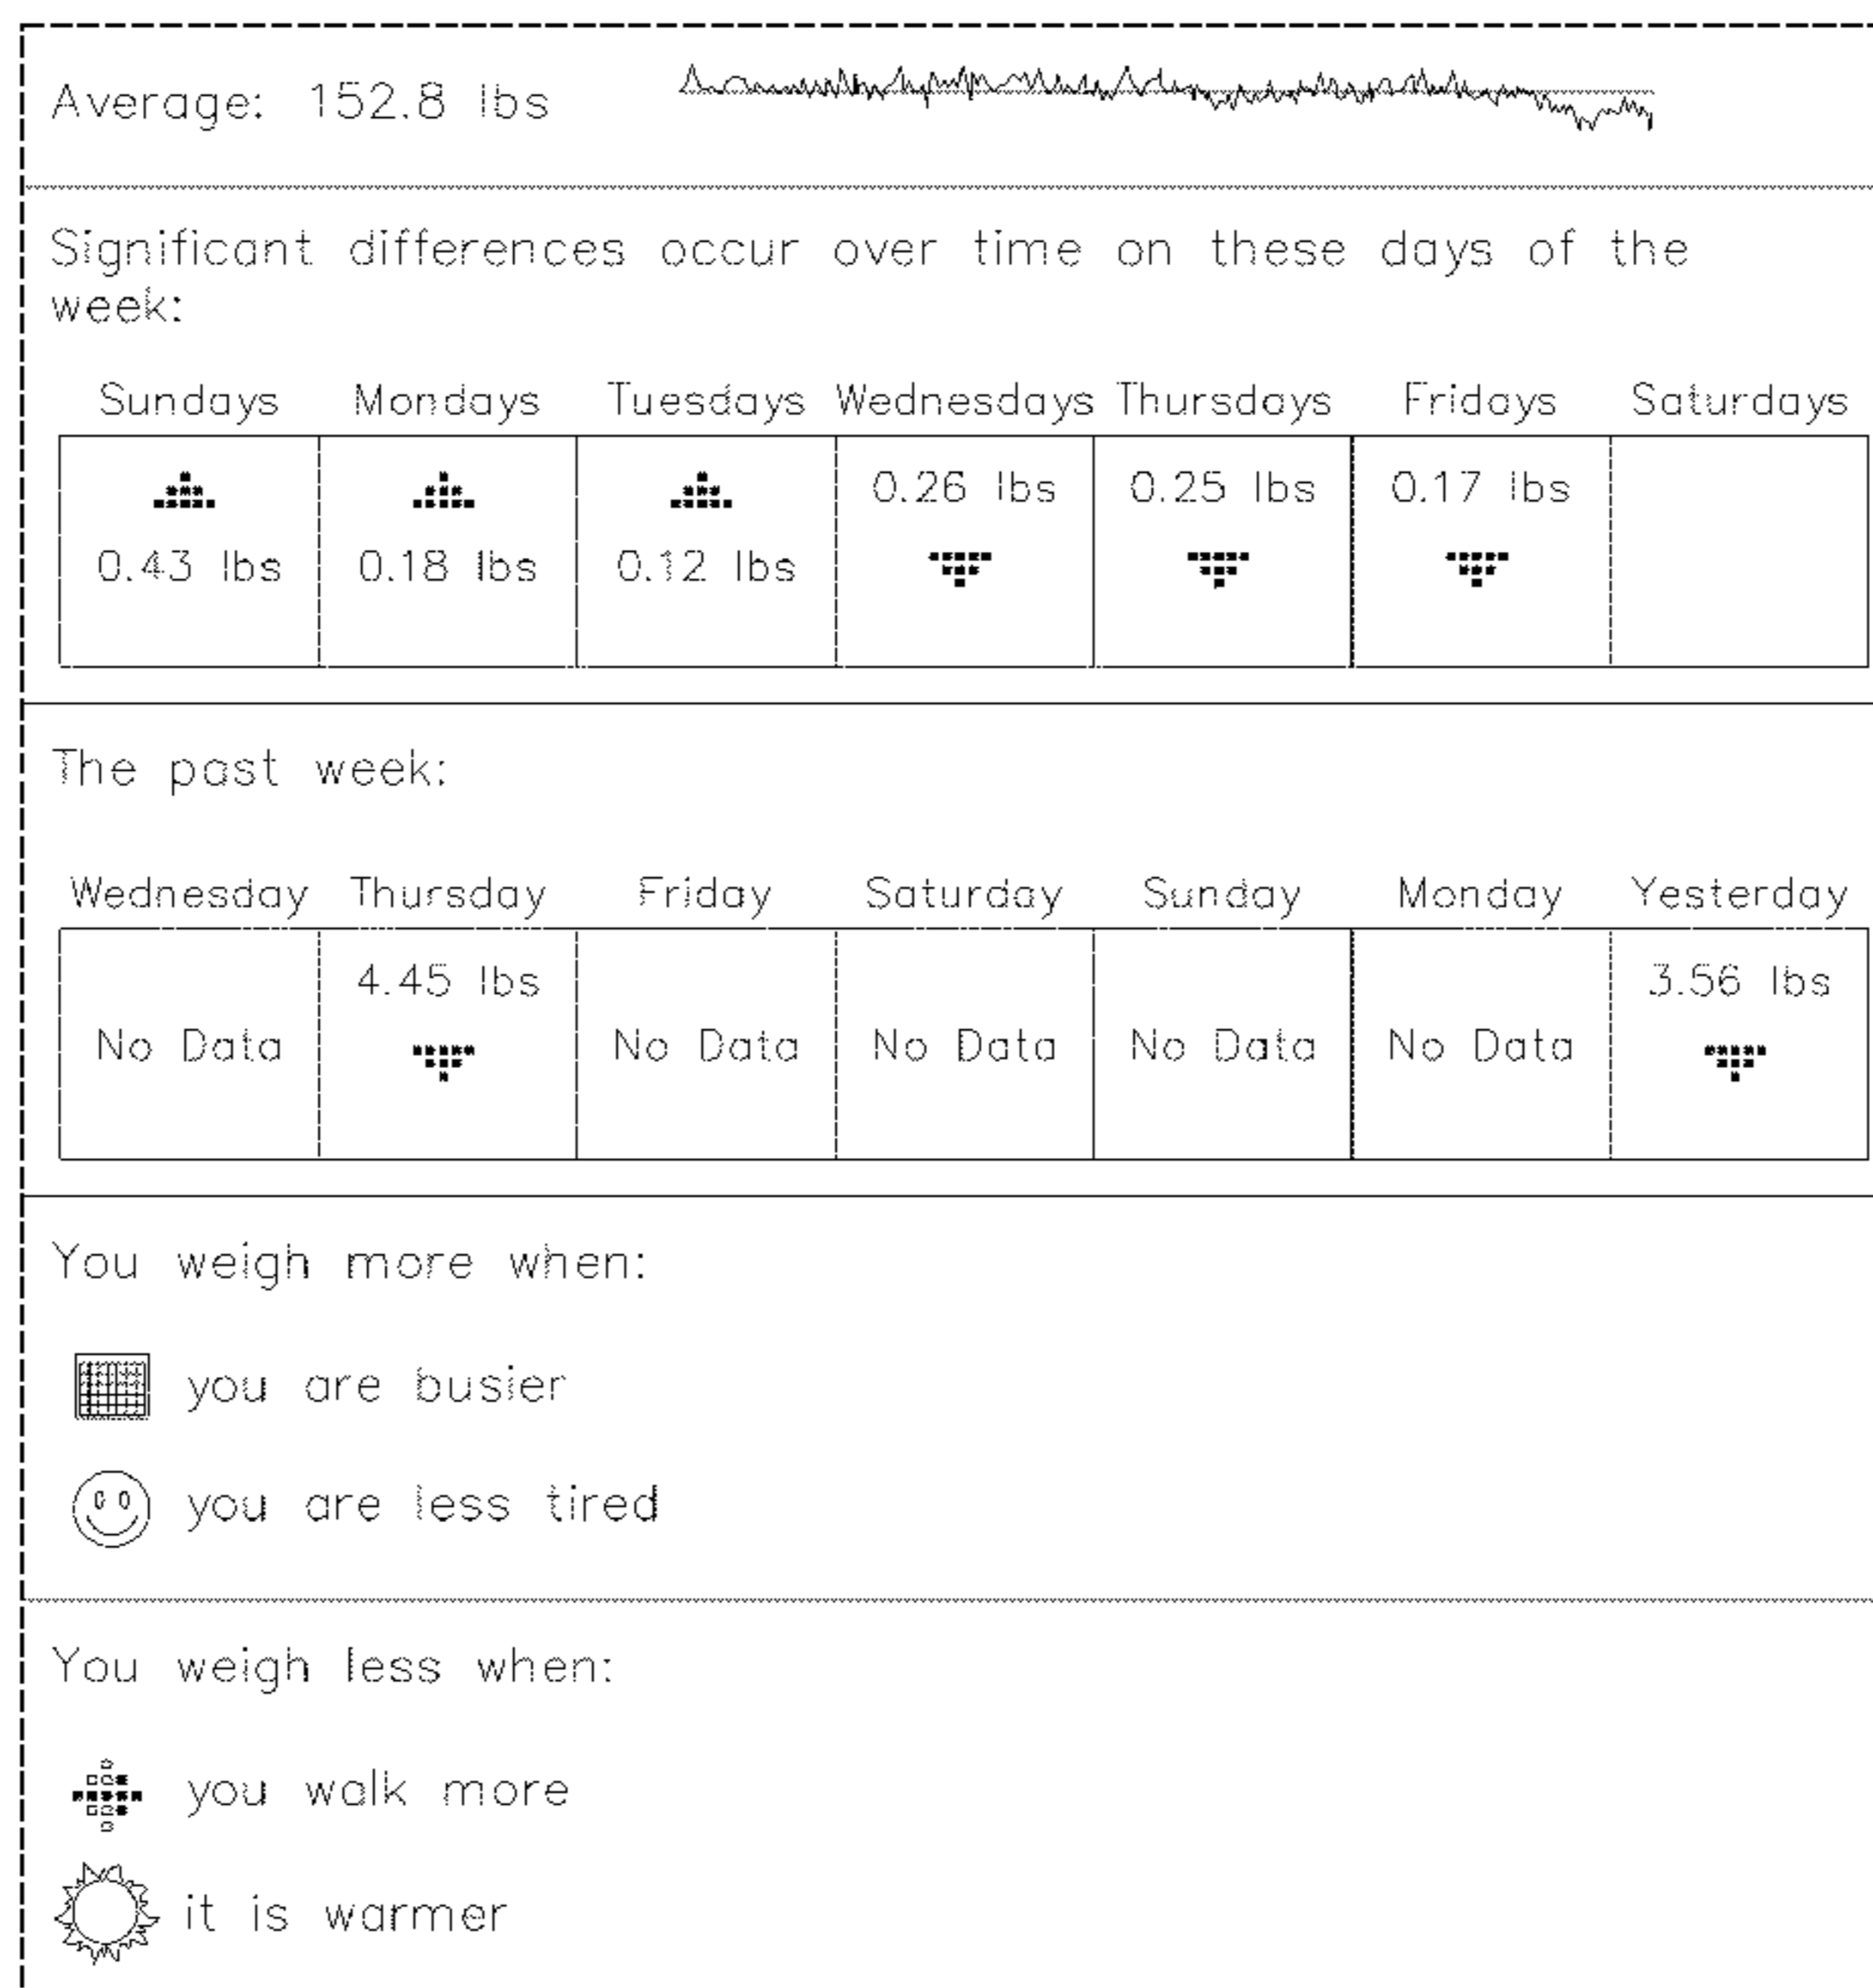 Average: 152.8 lbs
Significant differences occur over time on these days of the
week:
Sundays Mondays Tuesdays Wednesdays Thursdays Fridays Saturdays
0.26 lbs 0.25 lbs 0.17 lbs
0.43 lbs 0.18 lbs 0.12 lbs
The past week:
Wednesday Thursday Friday Saturday Sunday Monday Yesterday
4.45 lbs 3.56 lbs
No Data No Data No Data No Data No Data
You weigh more when:
you are busier
you are less tired
You weigh less when:
you walk more
it is warmer